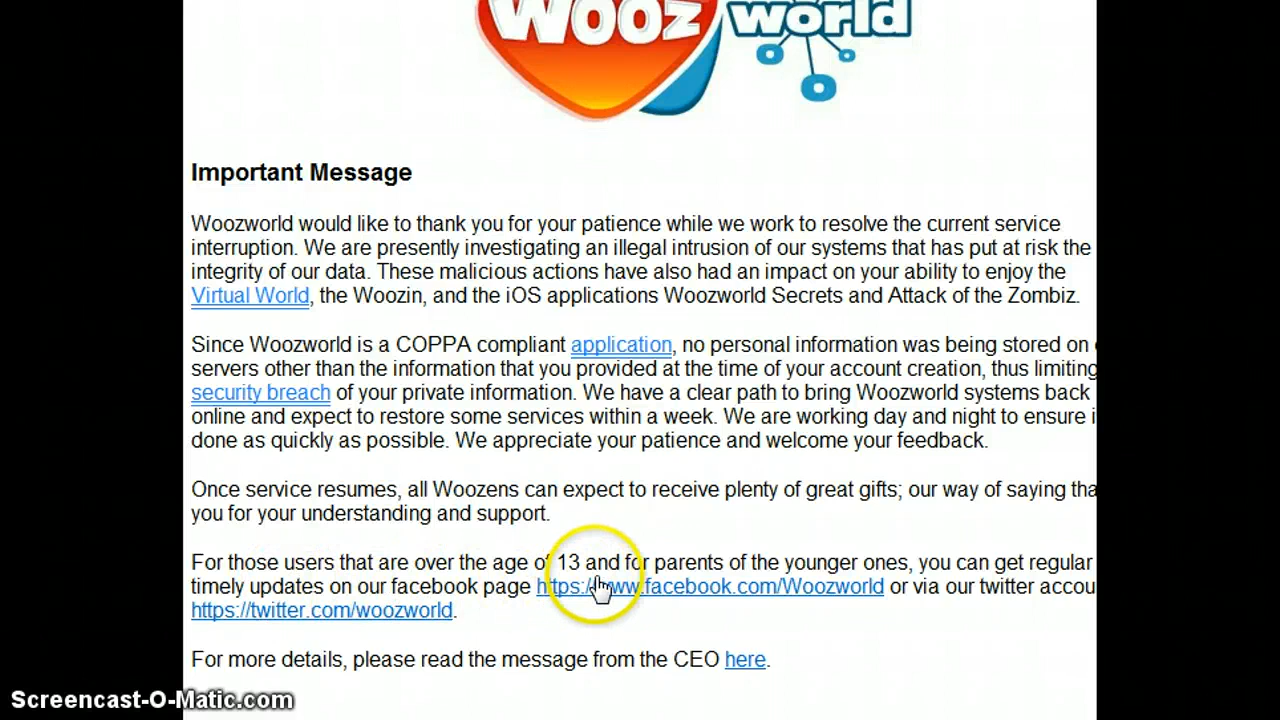 Wooz
world
Important Message
Woozworld would like to thank you for your patience while we work to resolve the current service
interruption. We are presently investigating an illegal intrusion of our systems that has put at risk the
integrity of our data. These malicious actions have also had an impact on your ability to enjoy the
Virtual World, the Woozin, and the iOS applications Woozworld Secrets and Attack of the Zombiz.
Since Woozworld is a COPPA compliant application, no personal information was being stored on
servers other than the information that you provided at the time of your account creation, thus limiting
security breach of your private information. We have a clear path to bring Woozworld systems back
online and expect to restore some services within a week. We are working day and night to ensure i
done as quickly as possible. We appreciate your patience and welcome your feedback.
Once service resumes, all Woozens can expect to receive plenty of great gifts; our way of saying tha
you for your understanding and support.
For those users that are over the age of 13 and for parents of the younger ones, you can get regular
timely updates on our facebook page https://www.facebook.com/Woozworld or via our twitter accou
https://twitter.com/woozworld.
For more details, please read the message from the CEO here.
Screencast-O-Matic.com